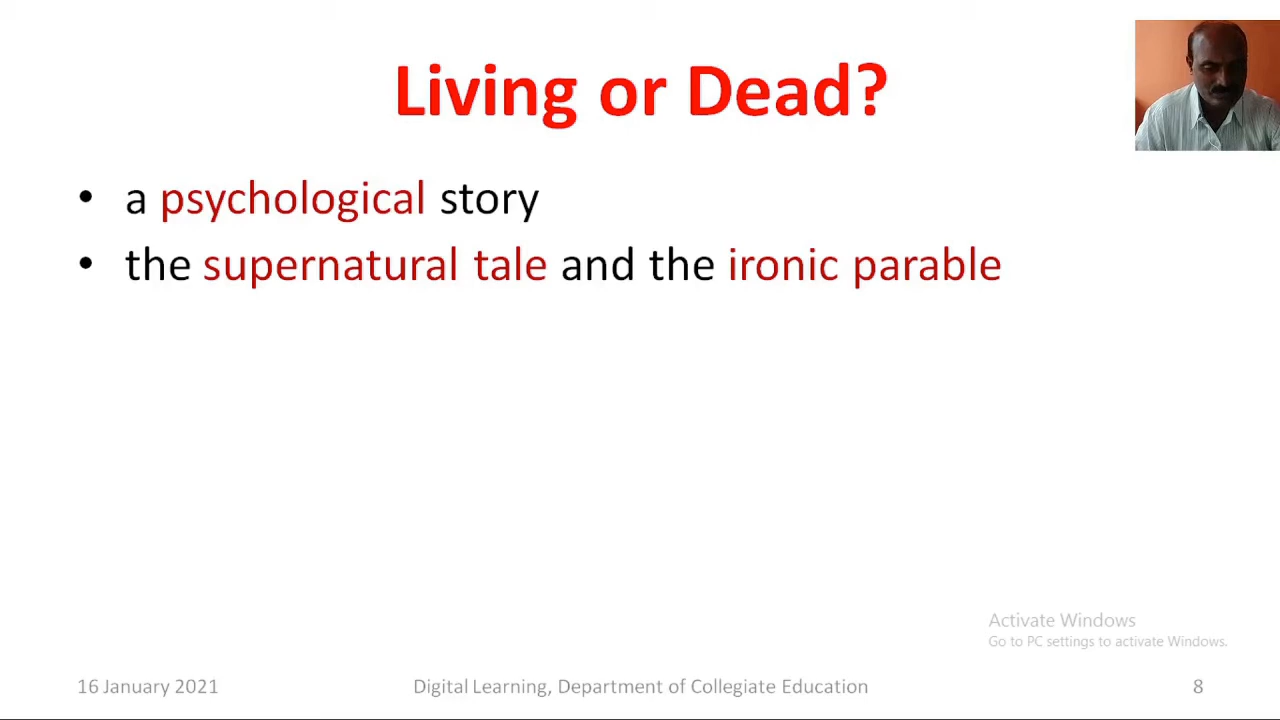 Living or Dead?
• a psychological story
• the supernatural tale and the ironic parable
Activate Windows
Go to PC settings to activate Windows.
16 January 2021
Digital Learning, Department of Collegiate Education
8